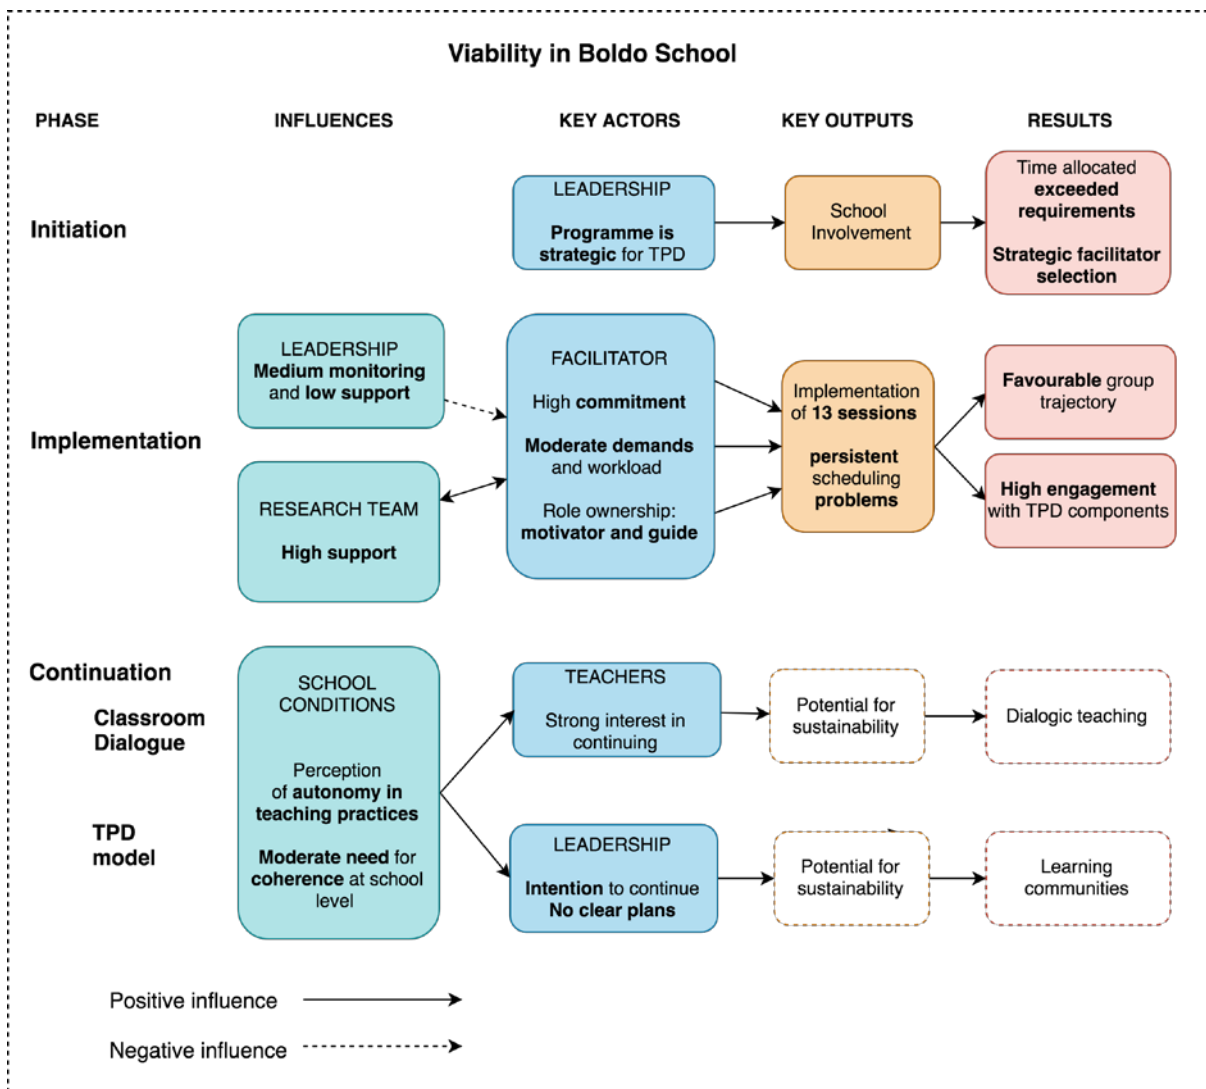 Viability in Boldo School
PHASE
INFLUENCES
KEY ACTORS
KEY OUTPUTS
RESULTS
Initiation
LEADERSHIP
Programme is
strategic for TPD
School
Involvement
Time allocated
exceeded
requirements
Strategic facilitator
selection
Implementation
LEADERSHIP
Medium monitoring
and low support
RESEARCH TEAM
High support
FACILITATOR
High commitment
Moderate demands
and workload
Role ownership:
motivator and guide
Implementation
of 13 sessions
persistent
scheduling
problems
Favourable group
trajectory
High engagement
with TPD components
Continuation
Classroom
Dialogue
TPD
model
SCHOOL
CONDITIONS
Perception
of autonomy in
teaching practices
Moderate need for
coherence at school
level
TEACHERS
Strong interest in
continuing
Potential for
sustainability
Dialogic teaching
LEADERSHIP
Intention to continue
No clear plans
Potential for
sustainability
Learning
communities
Positive influence
Negative influence